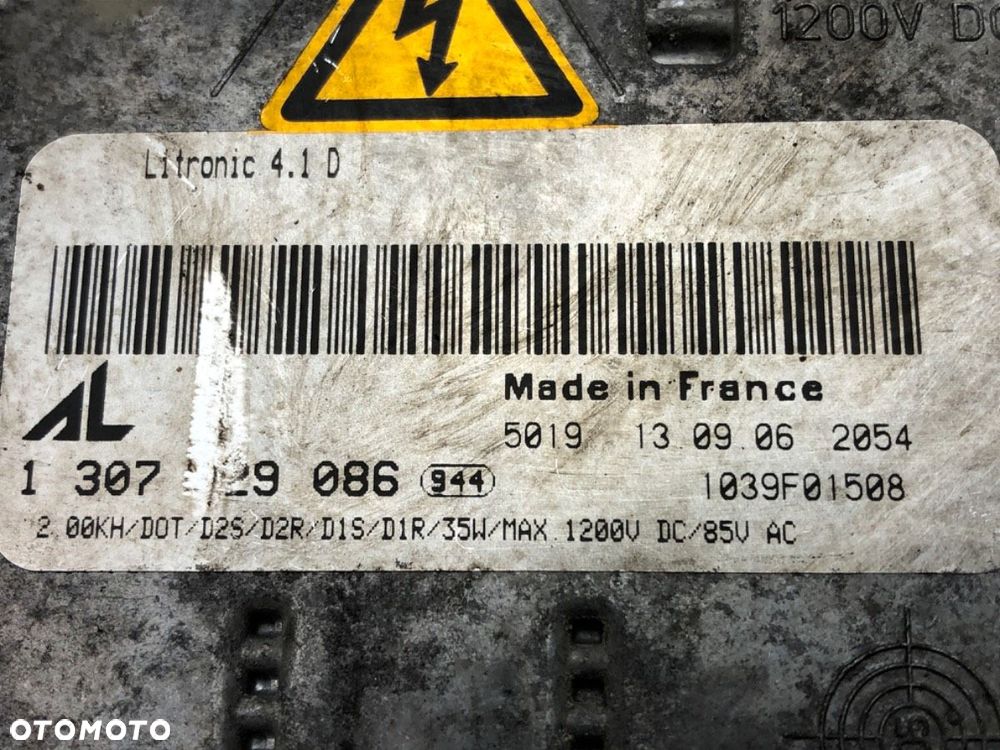 1200V DC
Litronic 4.1 D
AL
Made in France
5019 13.09.06 2054
1 307 29 086 944
1039F01508
2.00KH/DOT/D2S/D2R/D1S/D1R/35W/MAX.1200V DC/85V AC
OTOMOTO